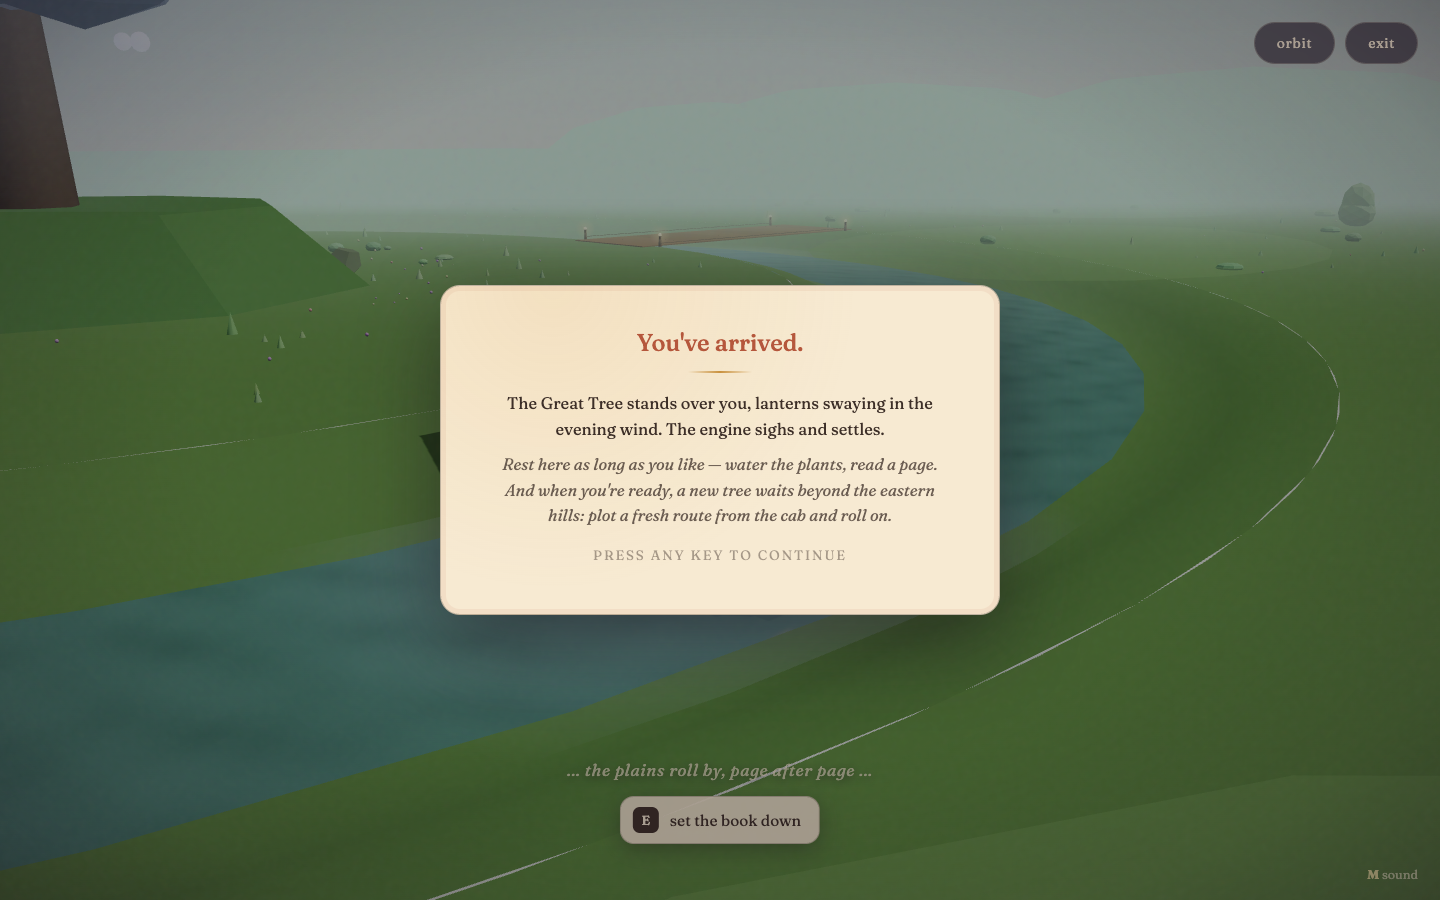 orbit
exit
You've arrived.
The Great Tree stands over you, lanterns swaying in the
evening wind. The engine sighs and settles.
Rest here as long as you like — water the plants, read a page.
And when you're ready, a new tree waits beyond the eastern
hills: plot a fresh route from the cab and roll on.
PRESS ANY KEY TO CONTINUE
... the plains roll by, page after page ...
E set the book down
M sound